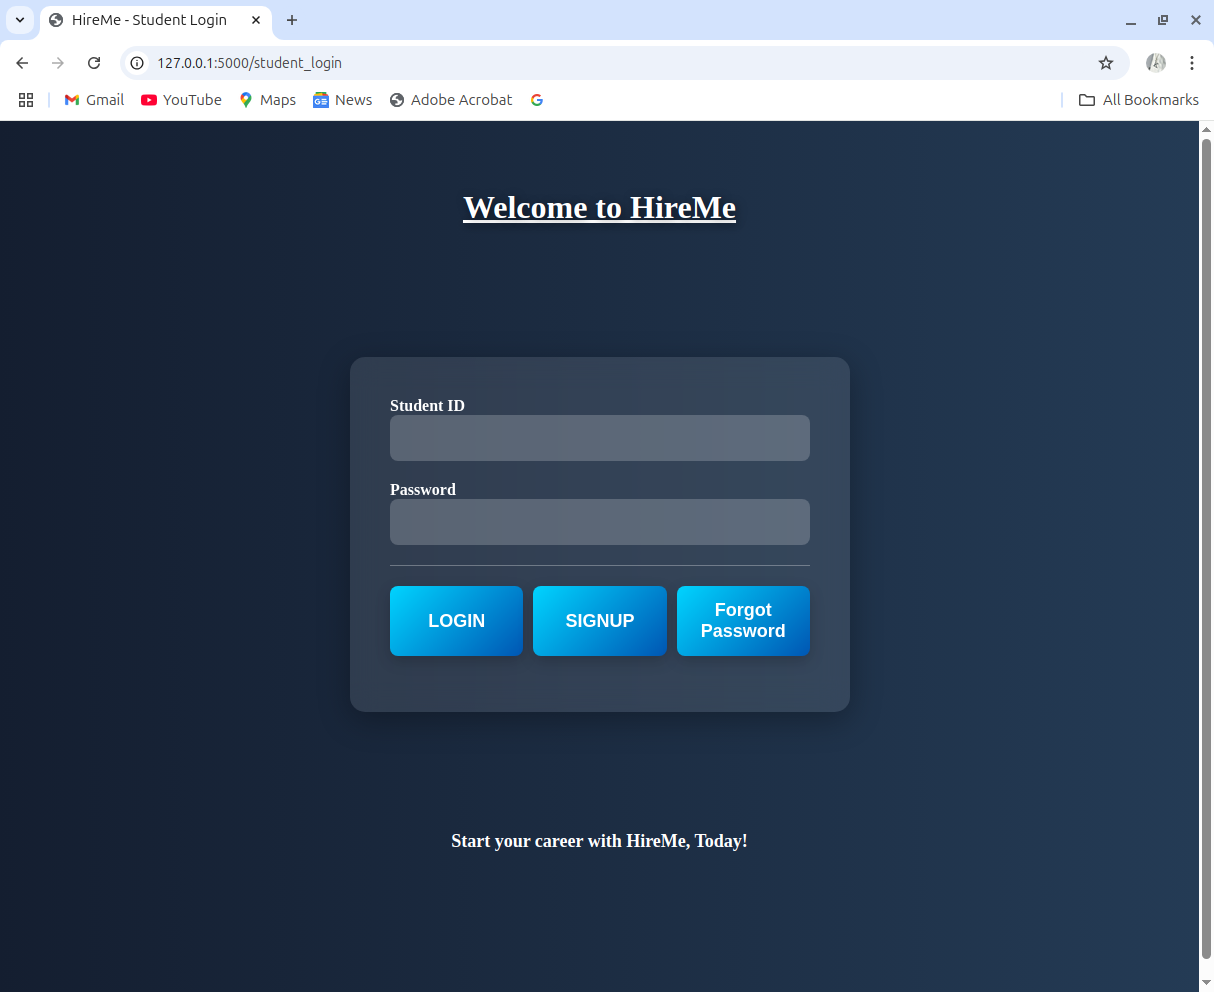 HireMe - Student Login
127.0.0.1:5000/student_login
Gmail YouTube Maps News Adobe Acrobat All Bookmarks
Welcome to HireMe
Student ID
Password
LOGIN SIGNUP Forgot Password
Start your career with HireMe, Today!